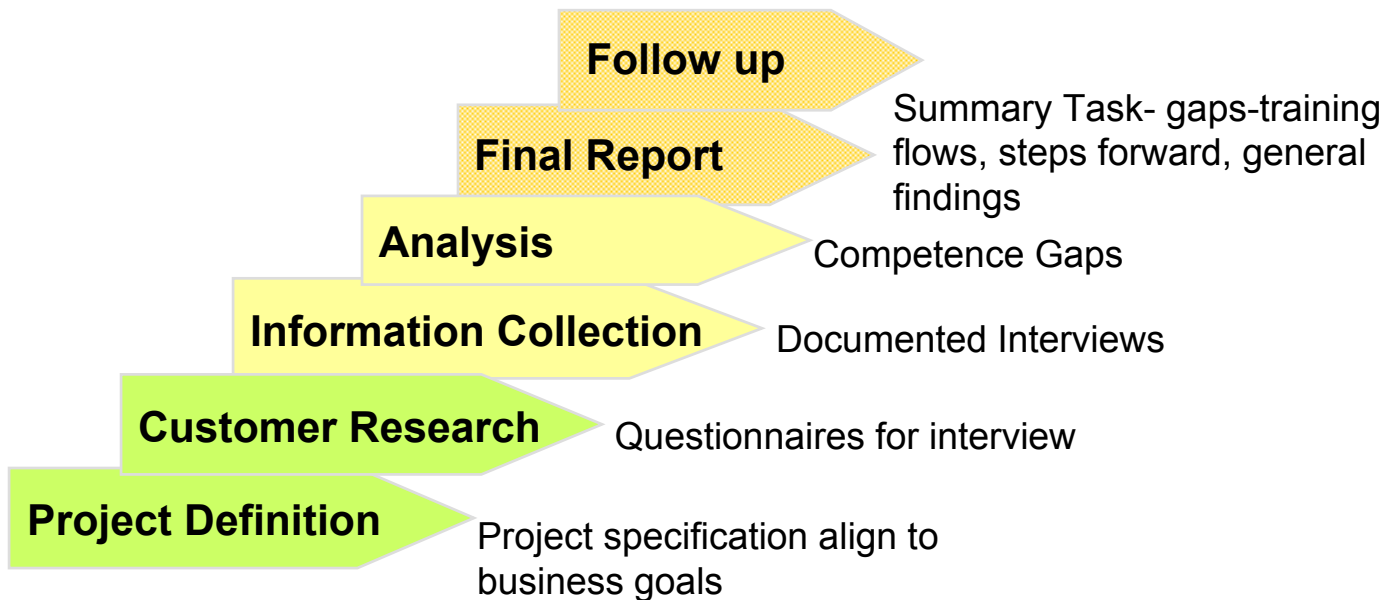 Follow up
Summary Task- gaps-training
flows, steps forward, general
findings
Final Report
Analysis
Competence Gaps
Information Collection
Documented Interviews
Customer Research
Questionnaires for interview
Project Definition
Project specification align to
business goals